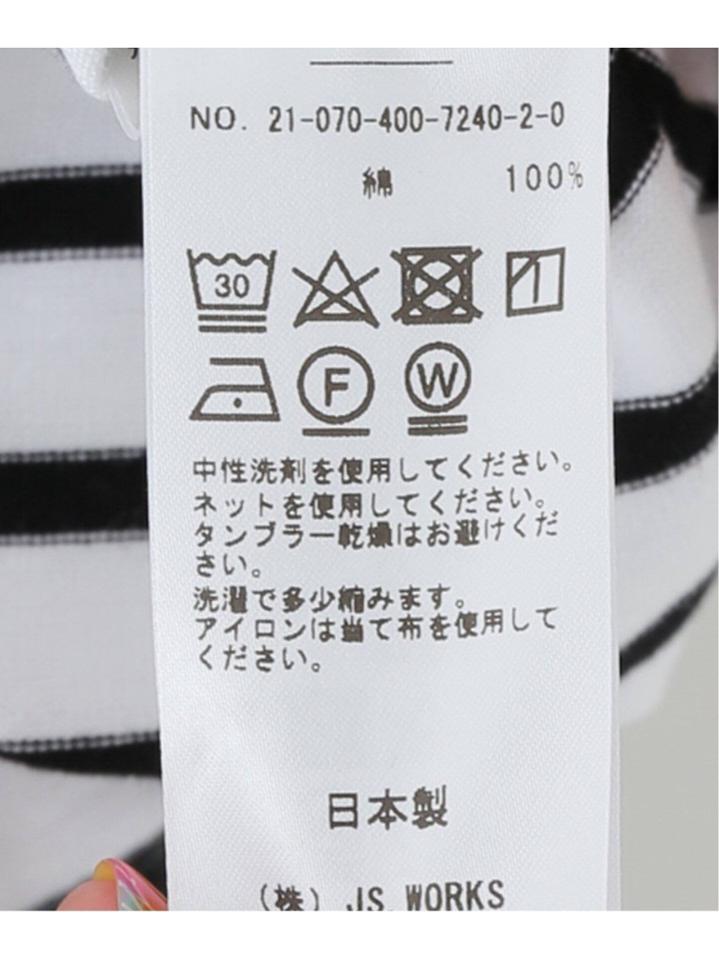 NO. 21-070-400-7240-2-0
綿 100%
30
F
W
中性洗剤を使用してください。
ネットを使用してください。
タンブラー乾燥はお避けくだ
さい。
洗濯で多少縮みます。
アイロンは当て布を使用して
ください。
日本製
(株) JS.WORKS